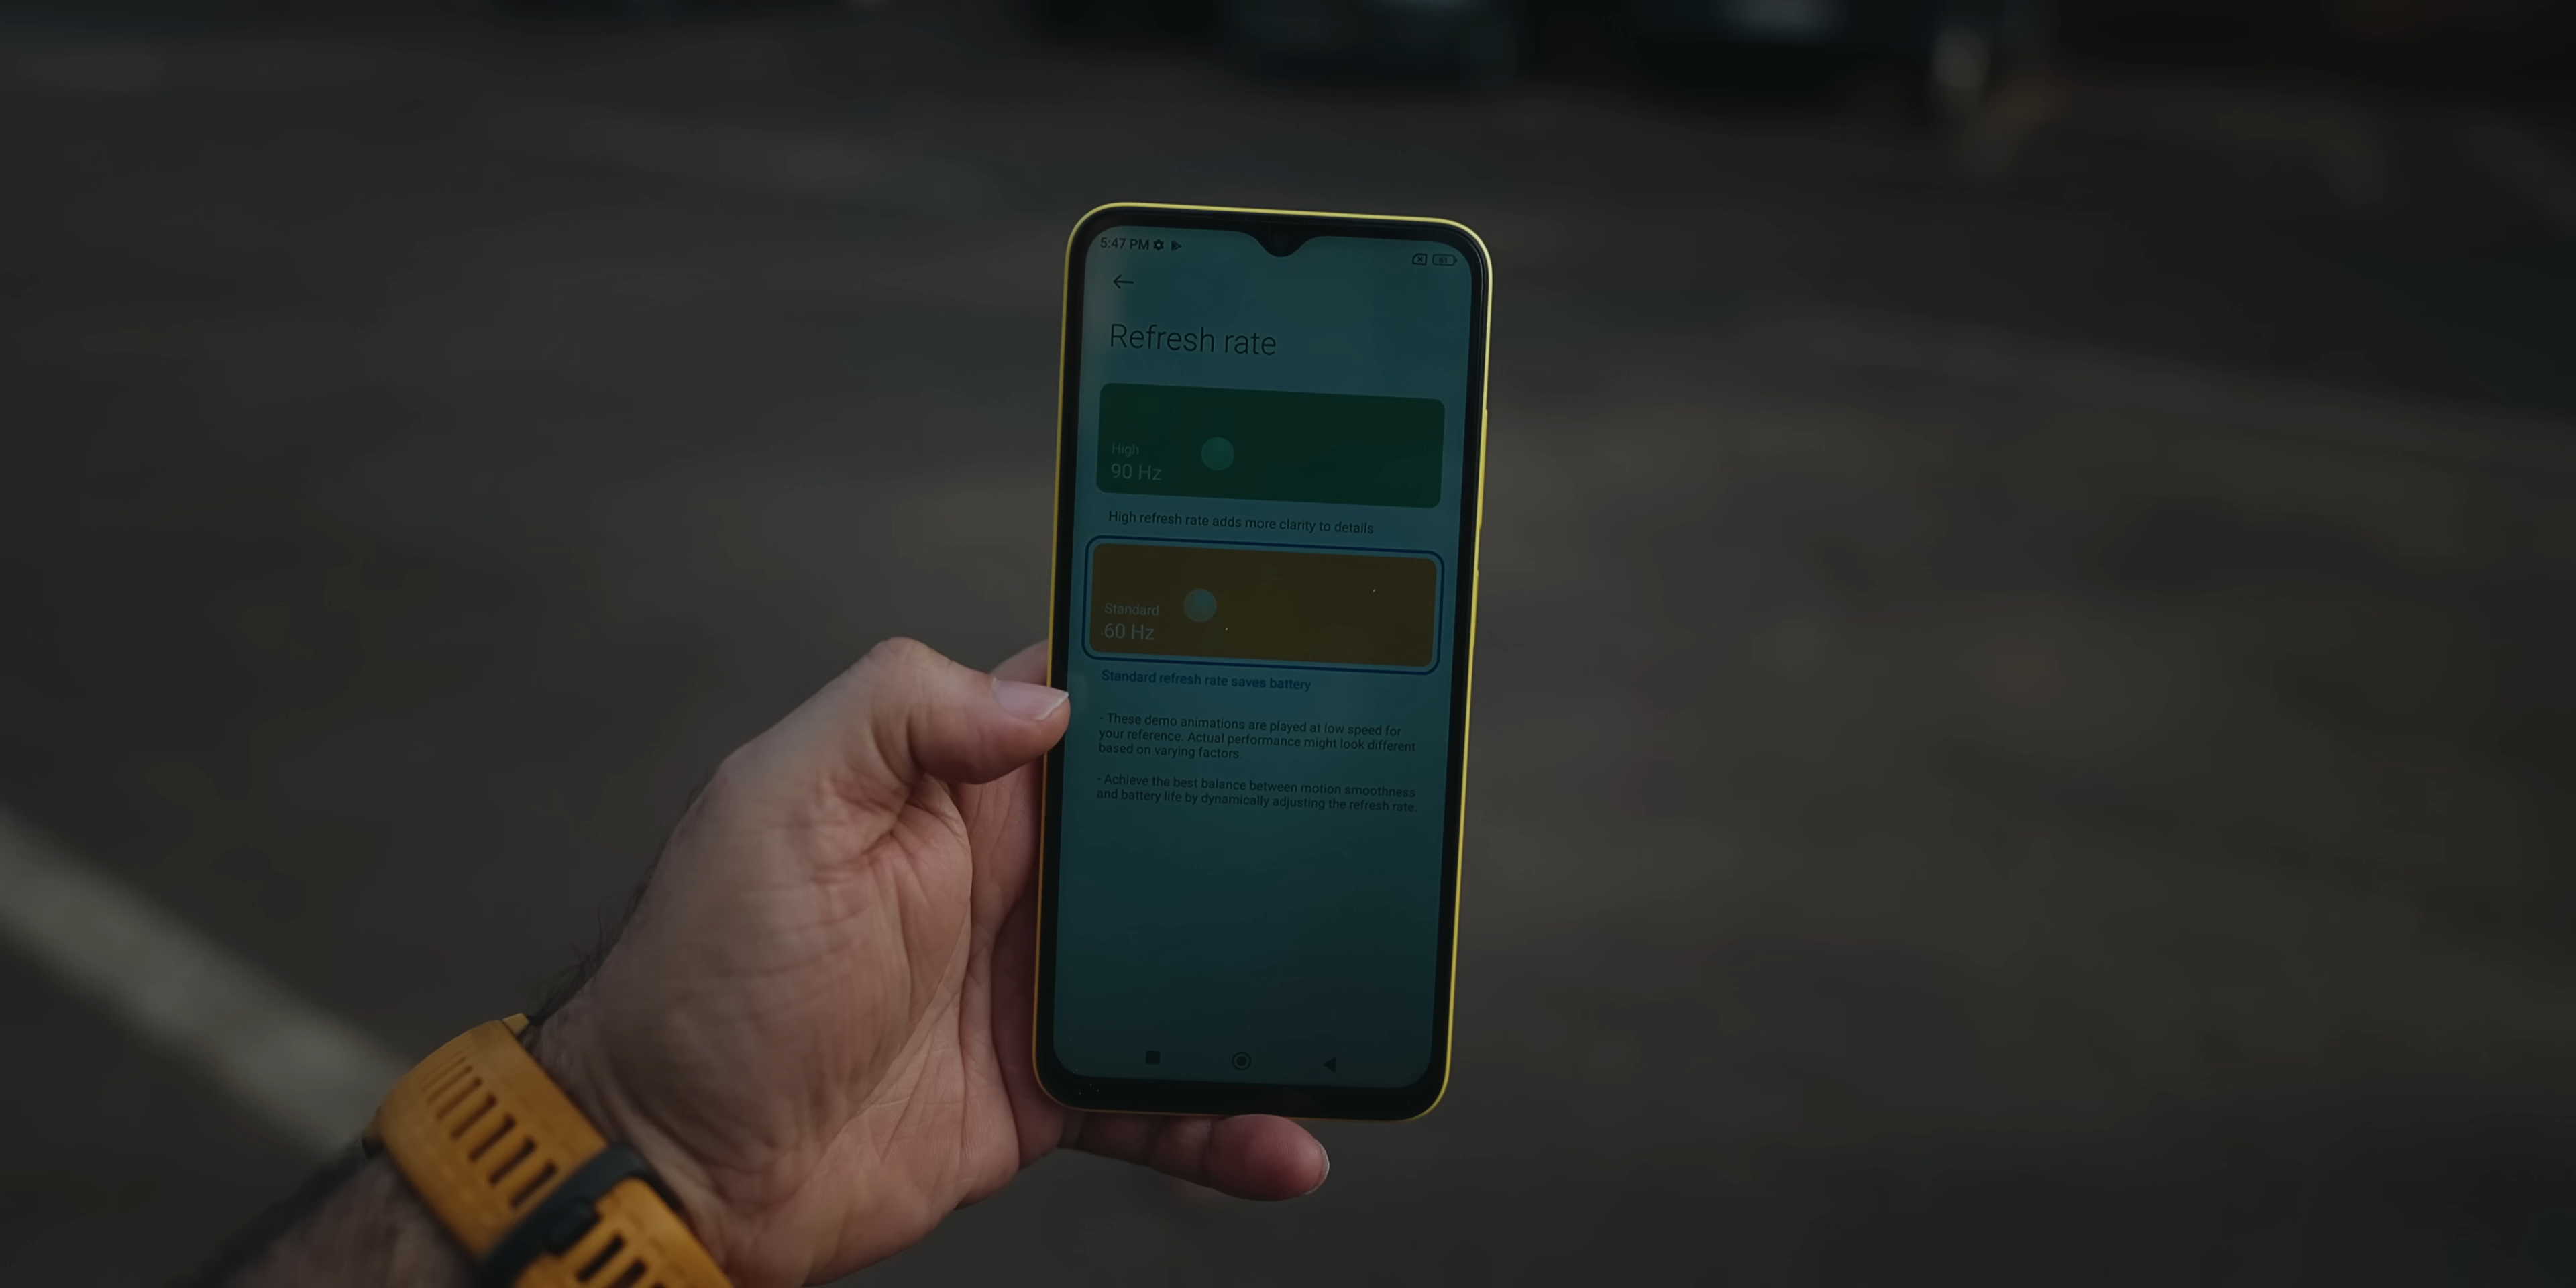 5:47 PM
Refresh rate
High
90 Hz
High refresh rate adds more clarity to details
Standard
60 Hz
Standard refresh rate saves battery
- These demo animations are played at low speed for
your reference. Actual performance might look different
based on varying factors.
- Achieve the best balance between motion smoothness
and battery life by dynamically adjusting the refresh rate.